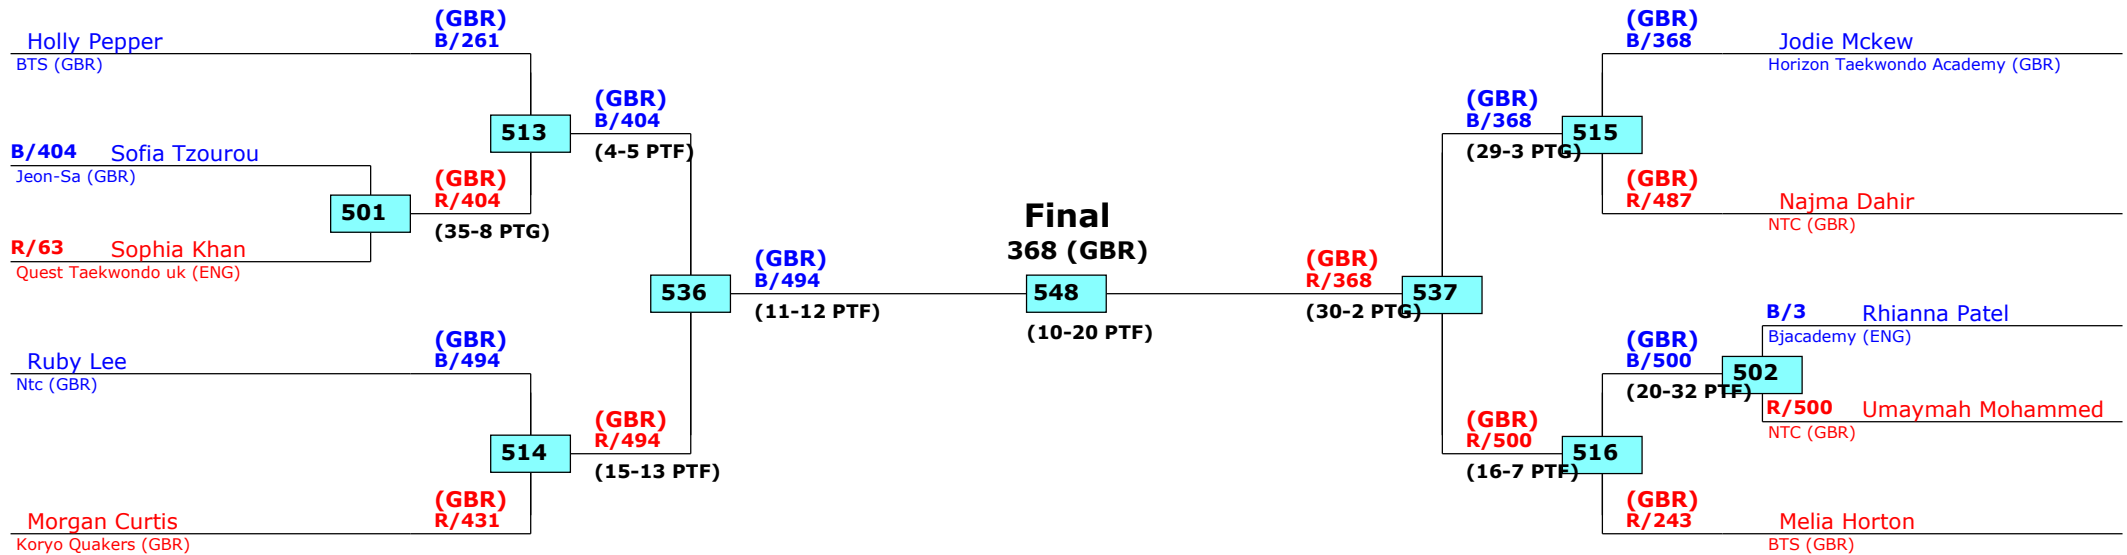 (GBR)
B/261
Holly Pepper
BTS (GBR)
(GBR)
B/404
513
(4-5 PTF)
B/404 Sofia Tzourou
Jeon-Sa (GBR)
(GBR)
R/404
501
(35-8 PTG)
R/63 Sophia Khan
Quest Taekwondo uk (ENG)
536
(GBR)
B/494
(11-12 PTF)
(GBR)
B/494
Ruby Lee
Ntc (GBR)
(GBR)
R/494
514
(15-13 PTF)
(GBR)
R/431
Morgan Curtis
Koryo Quakers (GBR)
Final
368 (GBR)
548
(10-20 PTF)
(GBR)
R/368
537
(30-2 PTG)
(GBR)
B/368
Jodie Mckew
Horizon Taekwondo Academy (GBR)
(GBR)
B/368
515
(29-3 PTG)
(GBR)
R/487
Najma Dahir
NTC (GBR)
B/3 Rhianna Patel
Bjacademy (ENG)
(GBR)
B/500
502
(20-32 PTF)
R/500 Umaymah Mohammed
NTC (GBR)
(GBR)
R/500
516
(16-7 PTF)
(GBR)
R/243
Melia Horton
BTS (GBR)